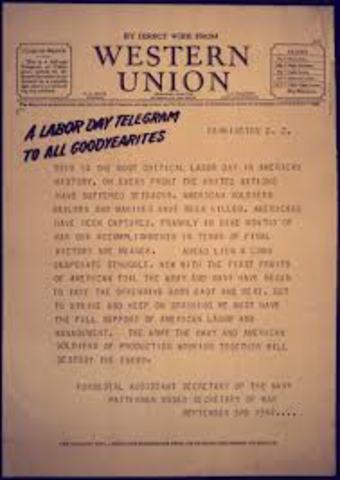 BY DIRECT WIRE FROM
WESTERN
UNION
A LABOR DAY TELEGRAM
TO ALL GOODYEARITES
WASHINGTON D. C.
THIS IS THE MOST CRITICAL LABOR DAY IN AMERICAN
HISTORY. ON EVERY FRONT THE UNITED NATIONS
HAVE SUFFERED REVERSES. AMERICAN SOLDIERS
SAILORS AND MARINES HAVE BEEN KILLED. AMERICANS
HAVE BEEN CAPTURED. FRANKLY IN NINE MONTHS OF
WAR OUR ACCOMPLISHMENTS IN TERMS OF FINAL
VICTORY ARE MEAGER. AHEAD LIES A LONG
DESPERATE STRUGGLE. NOW WITH THE FIRST FRUITS
OF AMERICAN TOIL THE ARMY AND NAVY HAVE BEGUN
TO TAKE THE OFFENSIVE BOTH EAST AND WEST. BUT
TO STRIKE AND KEEP ON STRIKING WE MUST HAVE
THE FULL SUPPORT OF AMERICAN LABOR AND
MANAGEMENT. THE ARMY THE NAVY AND AMERICAN
SOLDIERS OF PRODUCTION WORKING TOGETHER WILL
DESTROY THE ENEMY.
ASSISTANT SECRETARY OF THE NAVY
SECRETARY OF WAR
SEPTEMBER 3RD 1942....